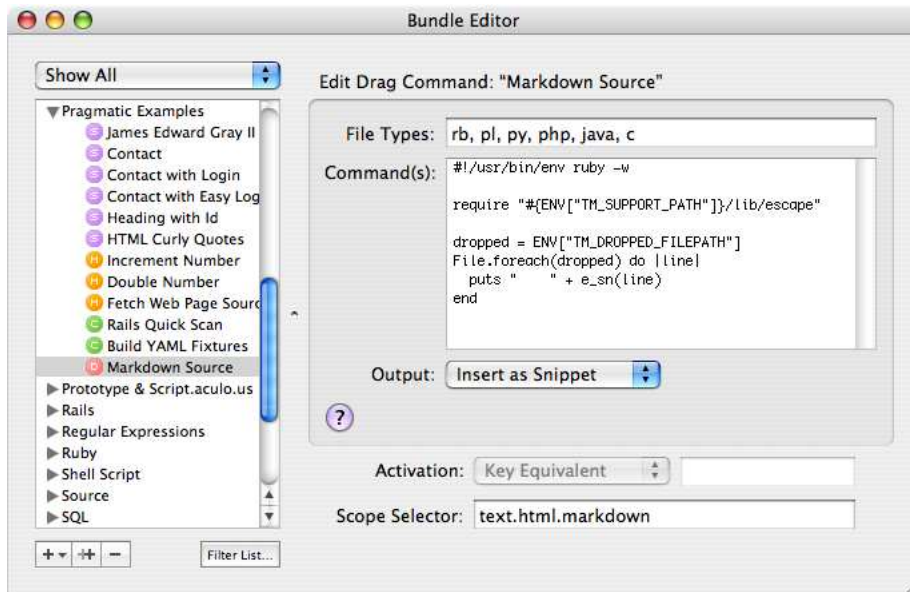 Bundle Editor
Show All
Pragmatic Examples
James Edward Gray II
Contact
Contact with Login
Contact with Easy Log
Heading with Id
HTML Curly Quotes
Increment Number
Double Number
Fetch Web Page Sourc
Rails Quick Scan
Build YAML Fixtures
Markdown Source
Prototype & Script.aculo.us
Rails
Regular Expressions
Ruby
Shell Script
Source
SQL
Filter List...
Edit Drag Command: "Markdown Source"
File Types: rb, pl, py, php, java, c
Command(s): #!/usr/bin/env ruby -w
require "#{ENV["TM_SUPPORT_PATH"]}/lib/escape"
dropped = ENV["TM_DROPPED_FILEPATH"]
File.foreach(dropped) do |line|
puts "    " + e_sn(line)
end
Output: Insert as Snippet
?
Activation: Key Equivalent
Scope Selector: text.html.markdown